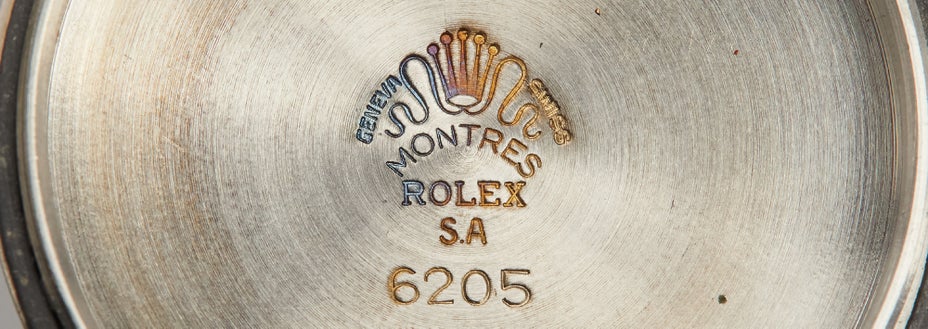 GENEVA SWISS
MONTRES
ROLEX
S.A
6205